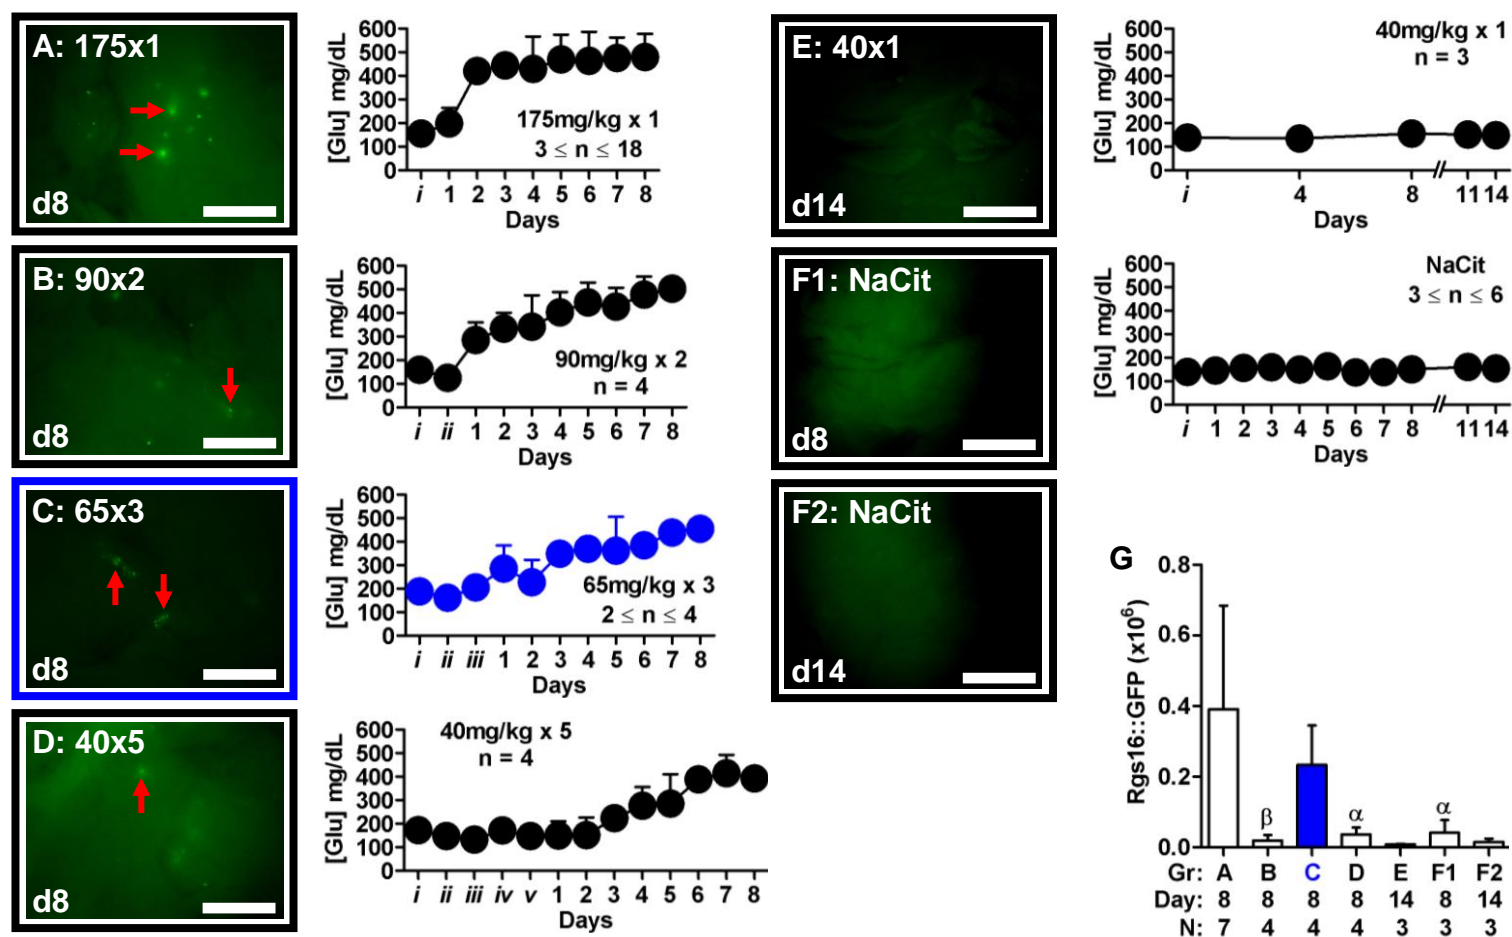 A: 175x1
d8
[Glu] mg/dL
600
500
400
300
200
100
0
175mg/kg x 1
3 ≤ n ≤ 18
i 1 2 3 4 5 6 7 8
Days
B: 90x2
d8
[Glu] mg/dL
600
500
400
300
200
100
0
90mg/kg x 2
n = 4
i ii 1 2 3 4 5 6 7 8
Days
C: 65x3
d8
[Glu] mg/dL
600
500
400
300
200
100
0
65mg/kg x 3
2 ≤ n ≤ 4
i ii iii 1 2 3 4 5 6 7 8
Days
D: 40x5
d8
[Glu] mg/dL
600
500
400
300
200
100
0
40mg/kg x 5
n = 4
i ii iii iv v 1 2 3 4 5 6 7 8
Days
E: 40x1
d14
[Glu] mg/dL
600
500
400
300
200
100
0
40mg/kg x 1
n = 3
i 4 8 11 14
Days
F1: NaCit
d8
[Glu] mg/dL
600
500
400
300
200
100
0
NaCit
3 ≤ n ≤ 6
i 1 2 3 4 5 6 7 8 11 14
Days
F2: NaCit
d14
G
Rgs16::GFP (x10⁶)
0.8
0.6
0.4
0.2
0.0
β α α
Gr: A B C D E F1 F2
Day: 8 8 8 8 14 8 14
N: 7 4 4 4 3 3 3